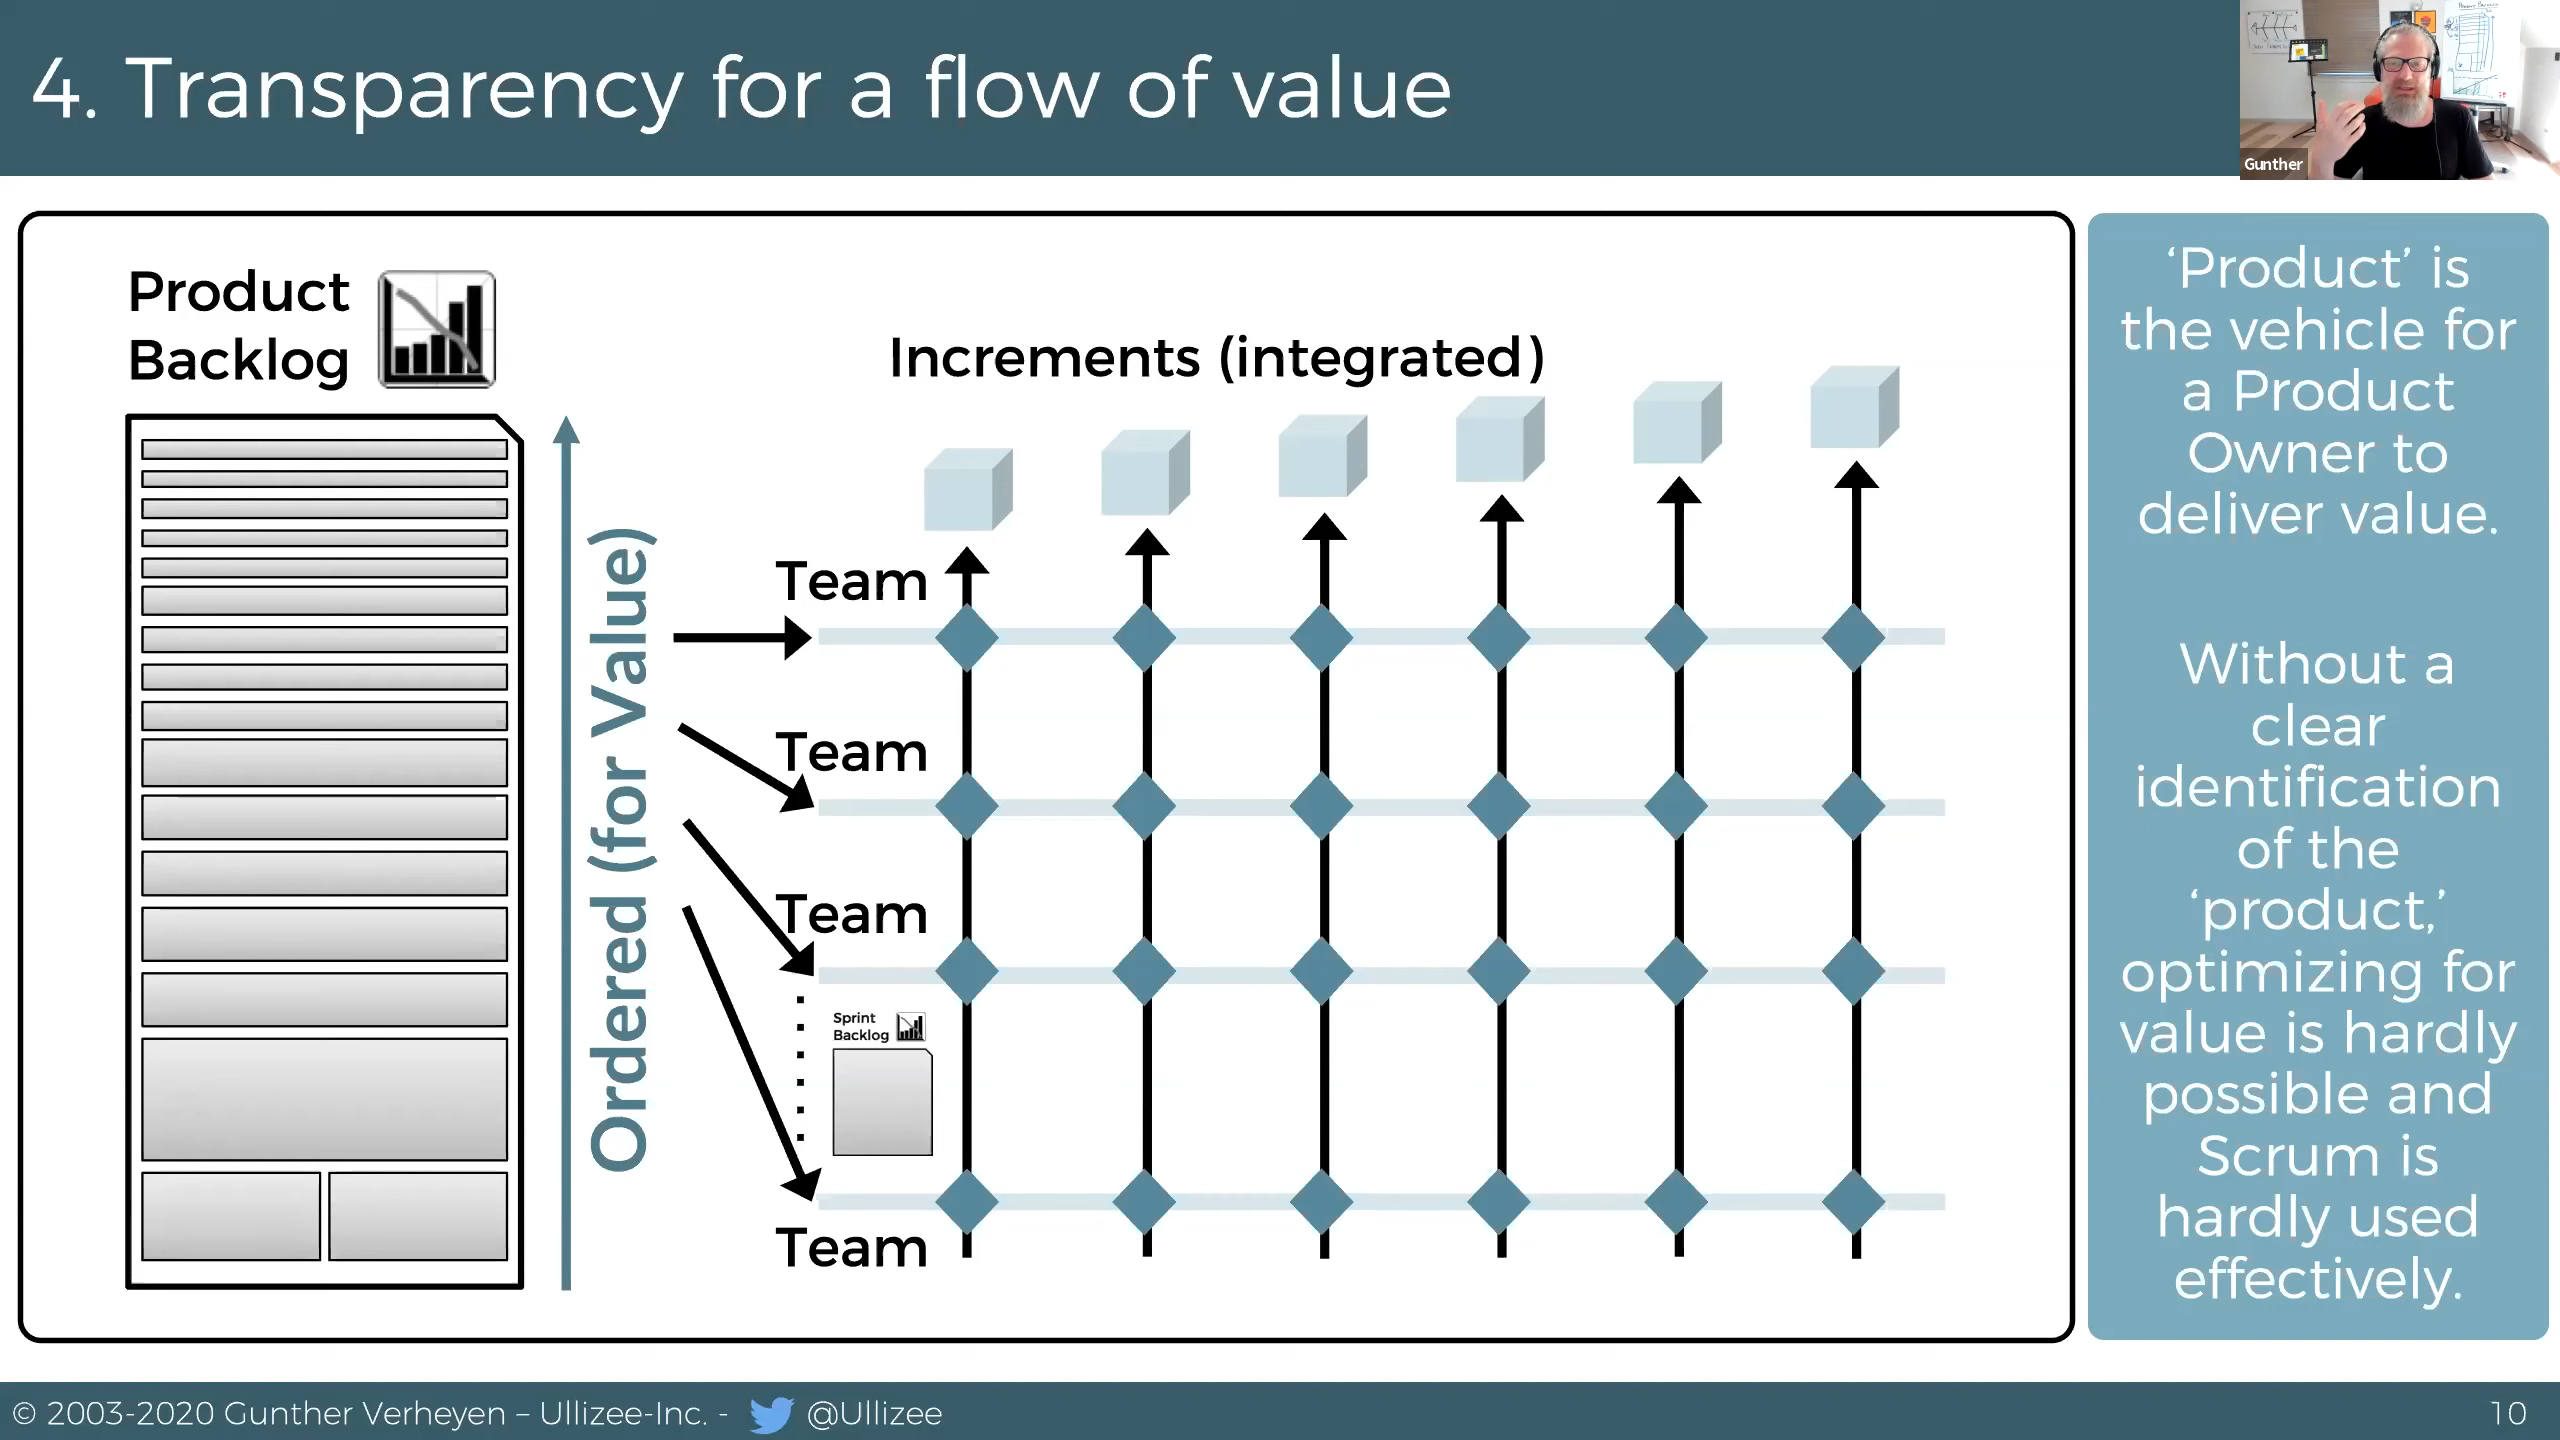 4. Transparency for a flow of value
Gunther
Product
Backlog
Ordered (for Value)
Increments (integrated)
Team
Team
Team
Sprint
Backlog
Team
‘Product’ is
the vehicle for
a Product
Owner to
deliver value.
Without a
clear
identification
of the
‘product,’
optimizing for
value is hardly
possible and
Scrum is
hardly used
effectively.
© 2003-2020 Gunther Verheyen – Ullizee-Inc. - @Ullizee
10